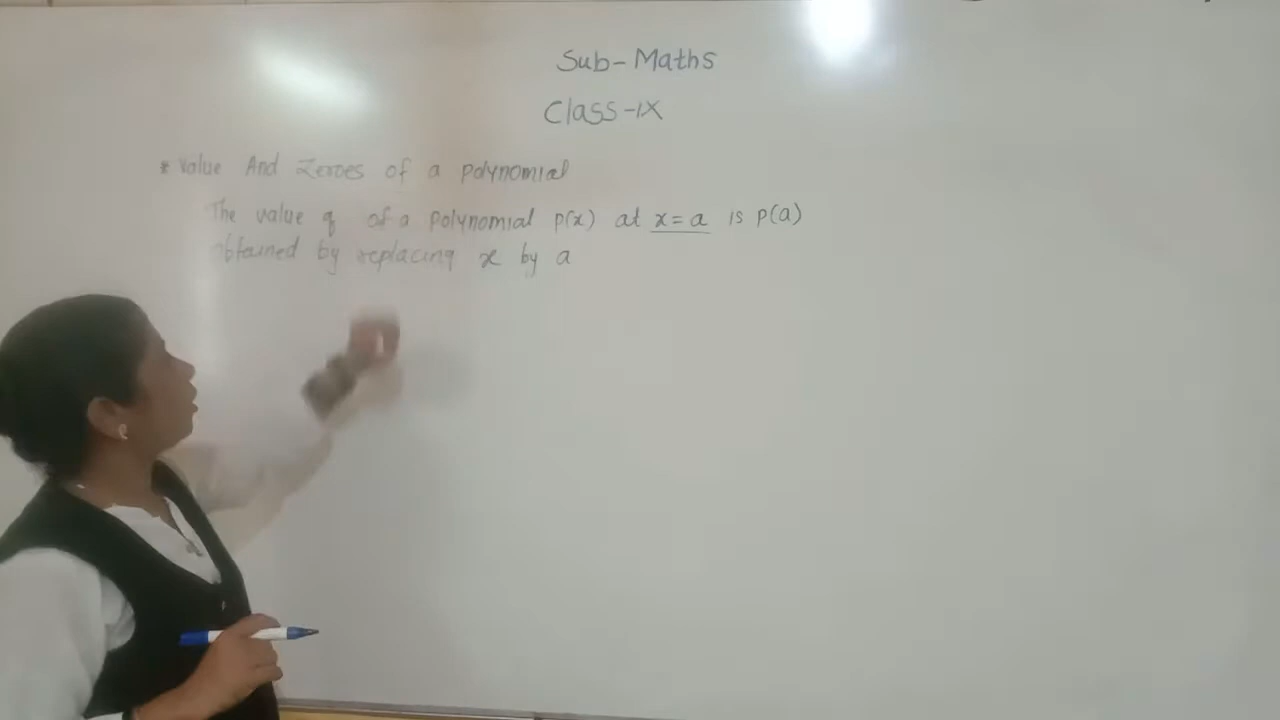 Sub-Maths
Class-IX
* Value And Zeroes of a polynomial
The value q of a polynomial p(x) at x=a is p(a)
obtained by replacing x by a